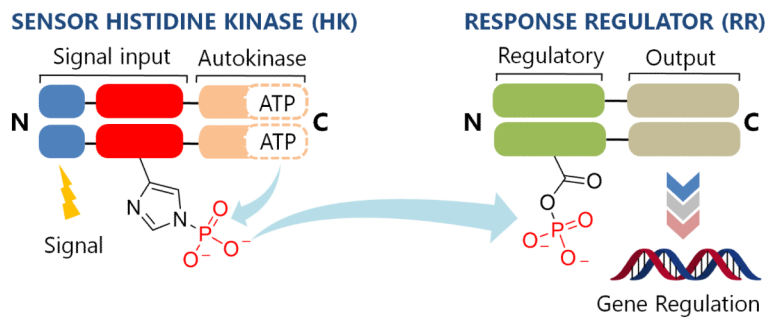 SENSOR HISTIDINE KINASE (HK)
RESPONSE REGULATOR (RR)
Signal input
Autokinase
Regulatory
Output
N
ATP
ATP
C
N
C
Signal
N
N
P
O
O⁻
O⁻
O
O
P
O
O⁻
O⁻
Gene Regulation